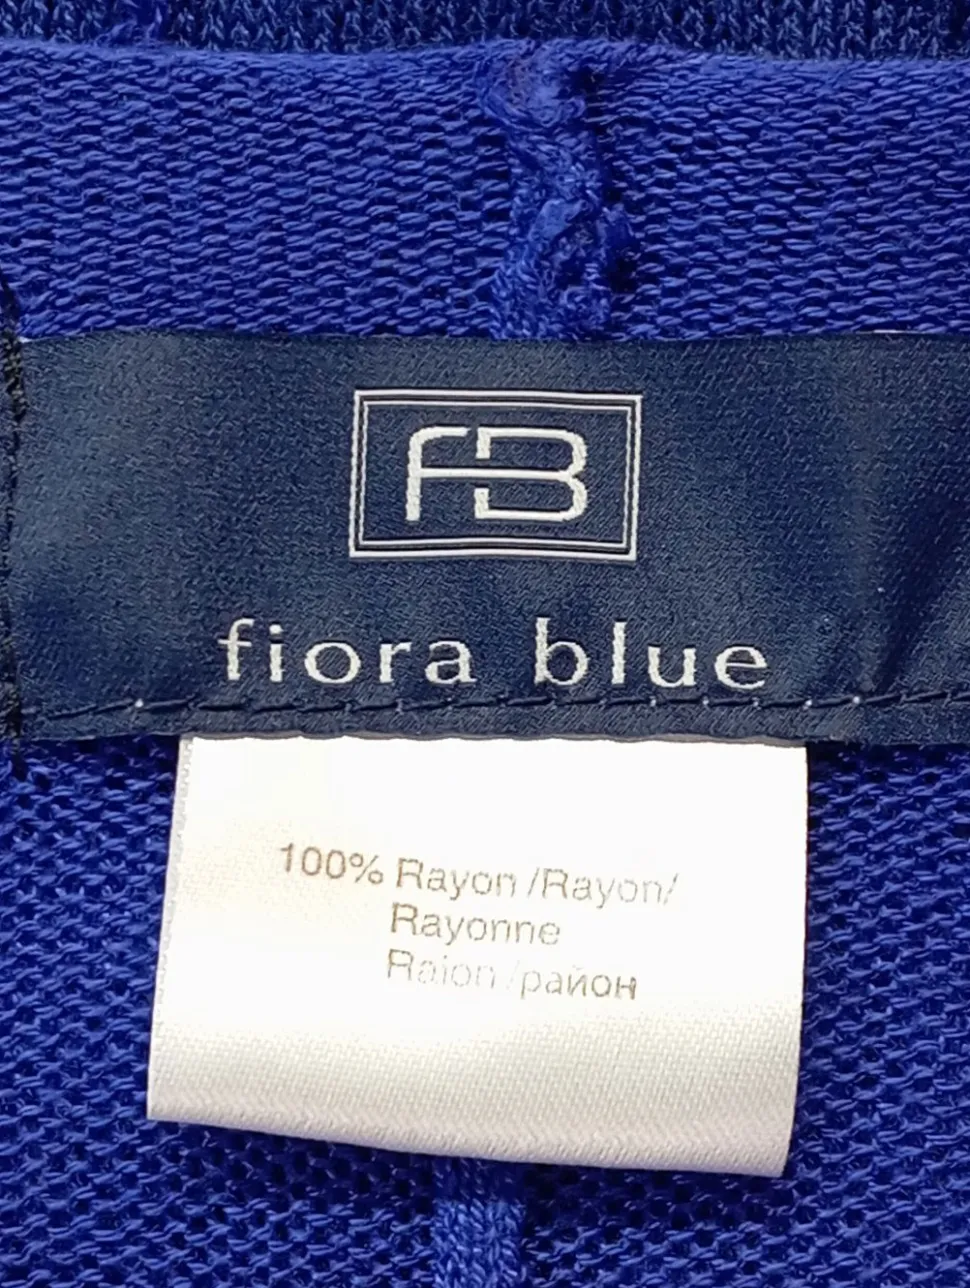 FB
fiora blue
100% Rayon /Rayon/
Rayonne
Raion /район